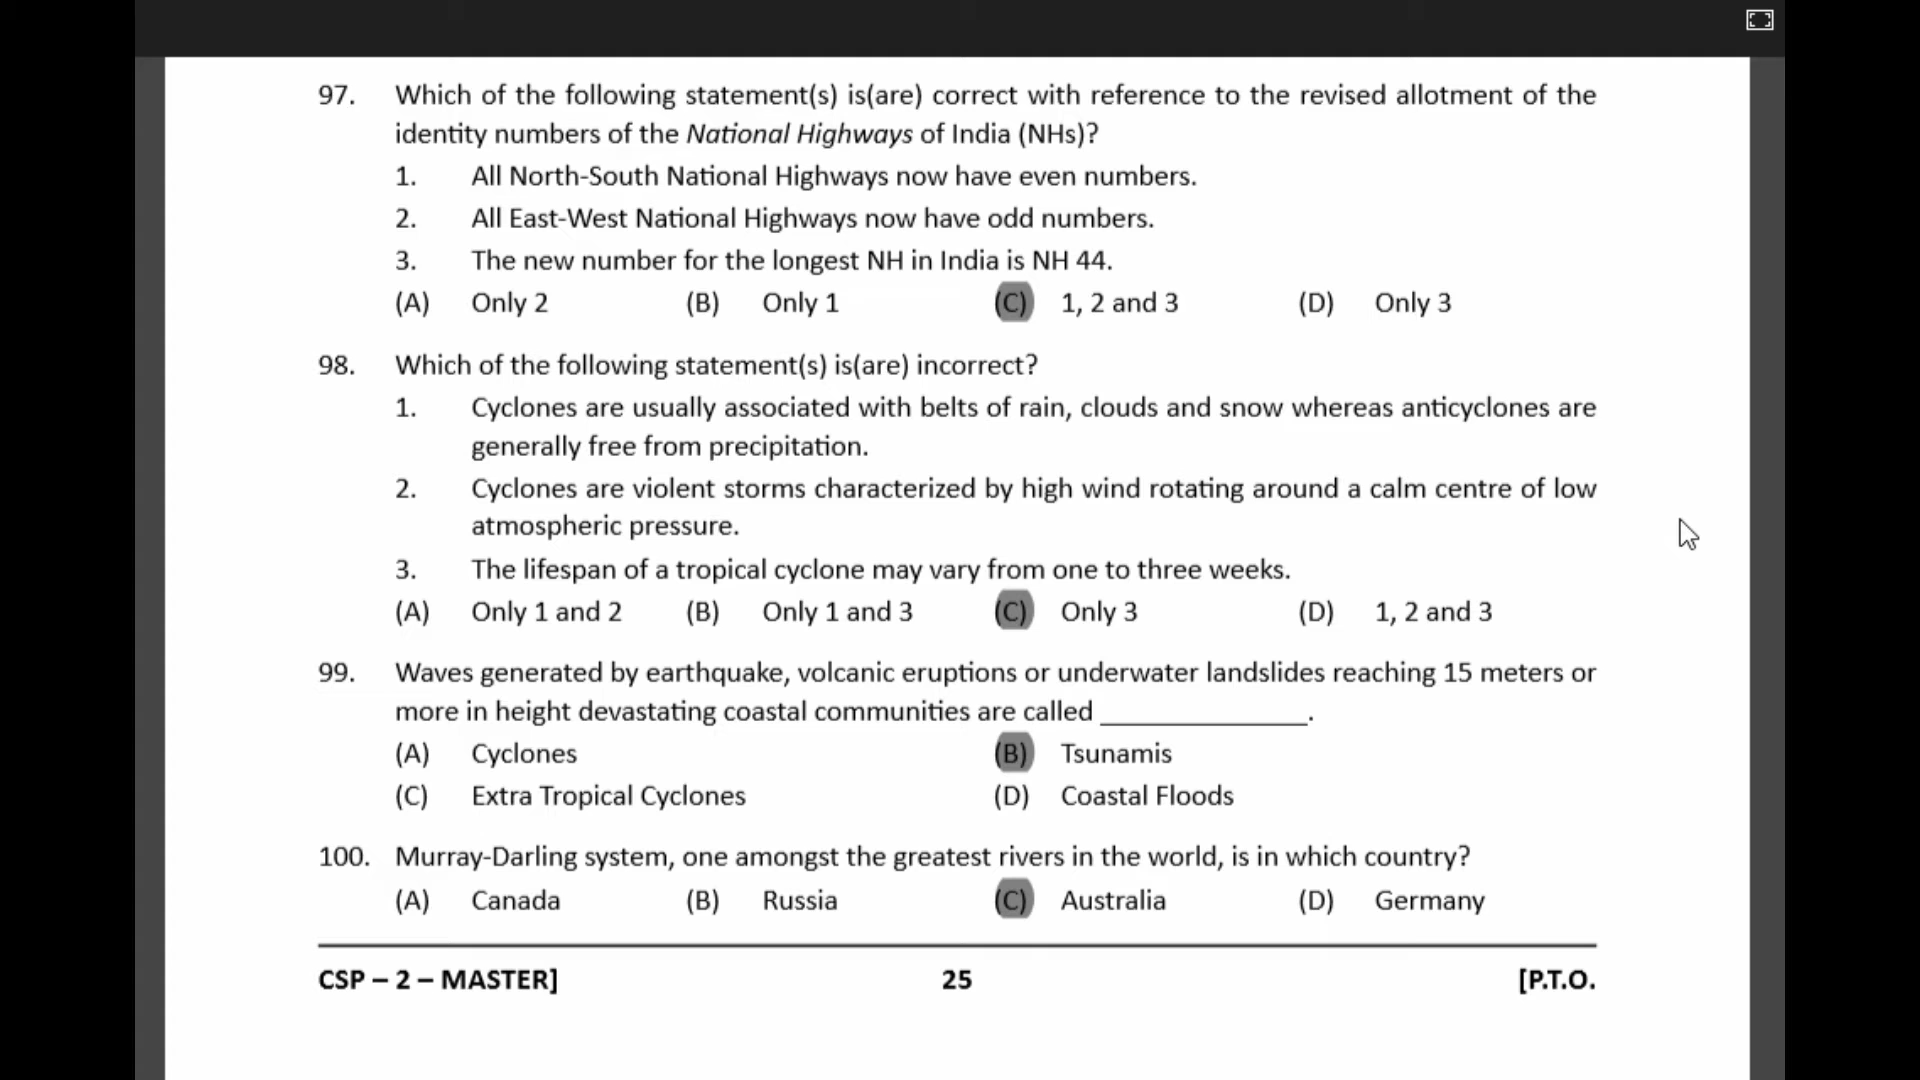 97. Which of the following statement(s) is(are) correct with reference to the revised allotment of the
identity numbers of the National Highways of India (NHs)?
1. All North-South National Highways now have even numbers.
2. All East-West National Highways now have odd numbers.
3. The new number for the longest NH in India is NH 44.
(A) Only 2 (B) Only 1 (C) 1, 2 and 3 (D) Only 3
98. Which of the following statement(s) is(are) incorrect?
1. Cyclones are usually associated with belts of rain, clouds and snow whereas anticyclones are
generally free from precipitation.
2. Cyclones are violent storms characterized by high wind rotating around a calm centre of low
atmospheric pressure.
3. The lifespan of a tropical cyclone may vary from one to three weeks.
(A) Only 1 and 2 (B) Only 1 and 3 (C) Only 3 (D) 1, 2 and 3
99. Waves generated by earthquake, volcanic eruptions or underwater landslides reaching 15 meters or
more in height devastating coastal communities are called _______________.
(A) Cyclones (B) Tsunamis
(C) Extra Tropical Cyclones (D) Coastal Floods
100. Murray-Darling system, one amongst the greatest rivers in the world, is in which country?
(A) Canada (B) Russia (C) Australia (D) Germany
CSP – 2 – MASTER] 25 [P.T.O.